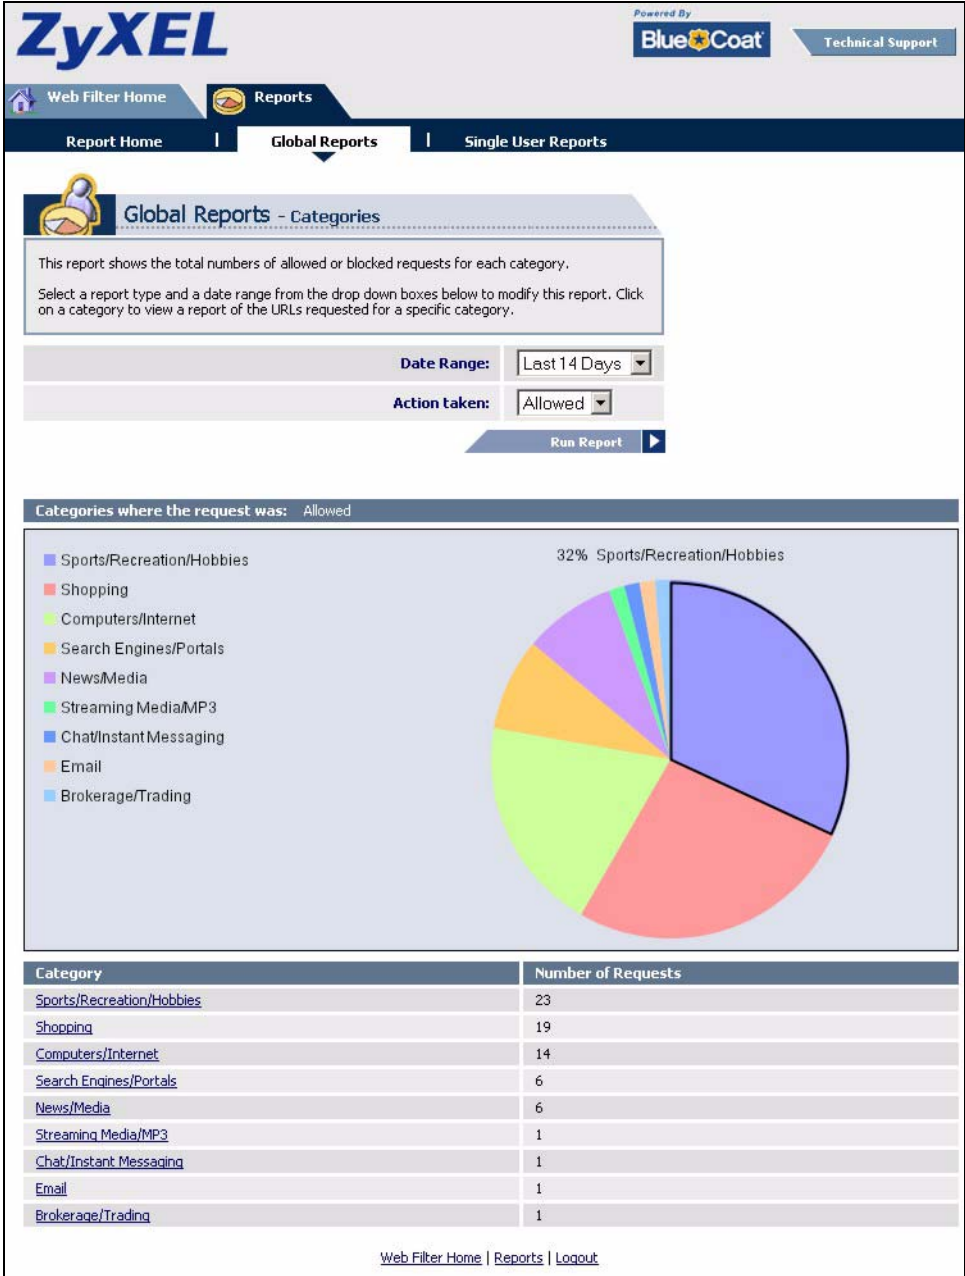 ZyXEL
Powered By
Blue Coat
Technical Support
Web Filter Home
Reports
Report Home | Global Reports | Single User Reports
Global Reports - Categories
This report shows the total numbers of allowed or blocked requests for each category.
Select a report type and a date range from the drop down boxes below to modify this report. Click
on a category to view a report of the URLs requested for a specific category.
Date Range: Last 14 Days
Action taken: Allowed
Run Report
Categories where the request was: Allowed
Sports/Recreation/Hobbies
Shopping
Computers/Internet
Search Engines/Portals
News/Media
Streaming Media/MP3
Chat/Instant Messaging
Email
Brokerage/Trading
32% Sports/Recreation/Hobbies
Category Number of Requests
Sports/Recreation/Hobbies 23
Shopping 19
Computers/Internet 14
Search Engines/Portals 6
News/Media 6
Streaming Media/MP3 1
Chat/Instant Messaging 1
Email 1
Brokerage/Trading 1
Web Filter Home | Reports | Logout